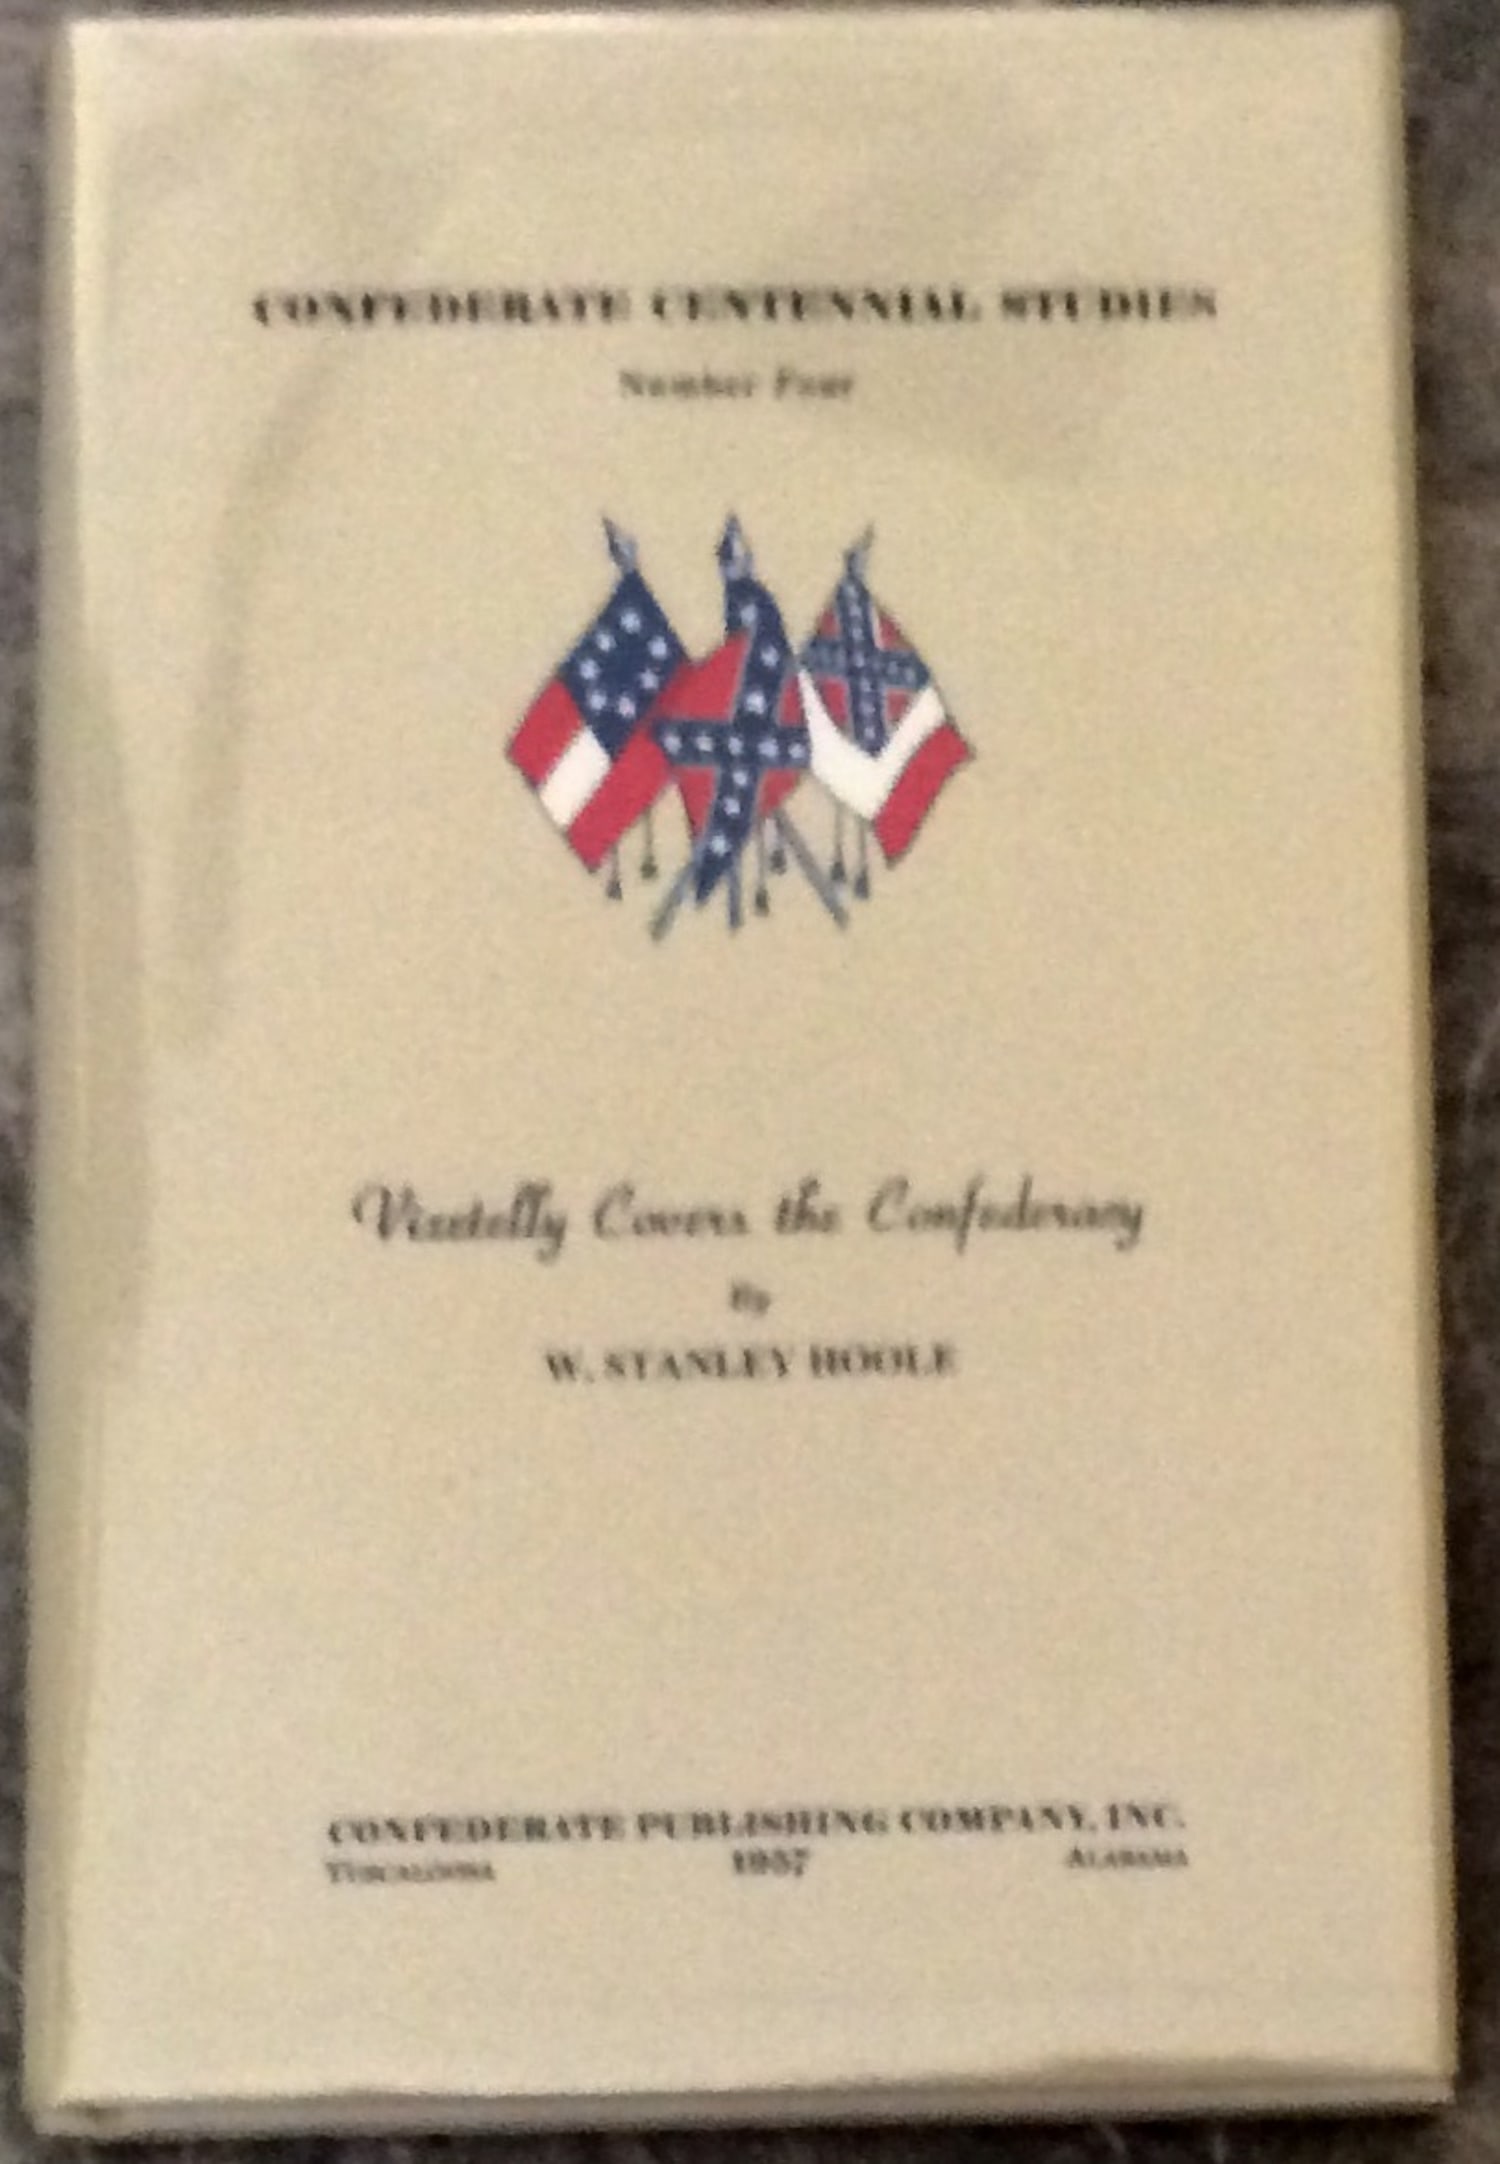 CONFEDERATE CENTENNIAL STUDIES
Number Four
Vizetelly Covers the Confederacy
By
W. STANLEY HOOLE
CONFEDERATE PUBLISHING COMPANY, INC.
TUSCALOOSA 1957 ALABAMA